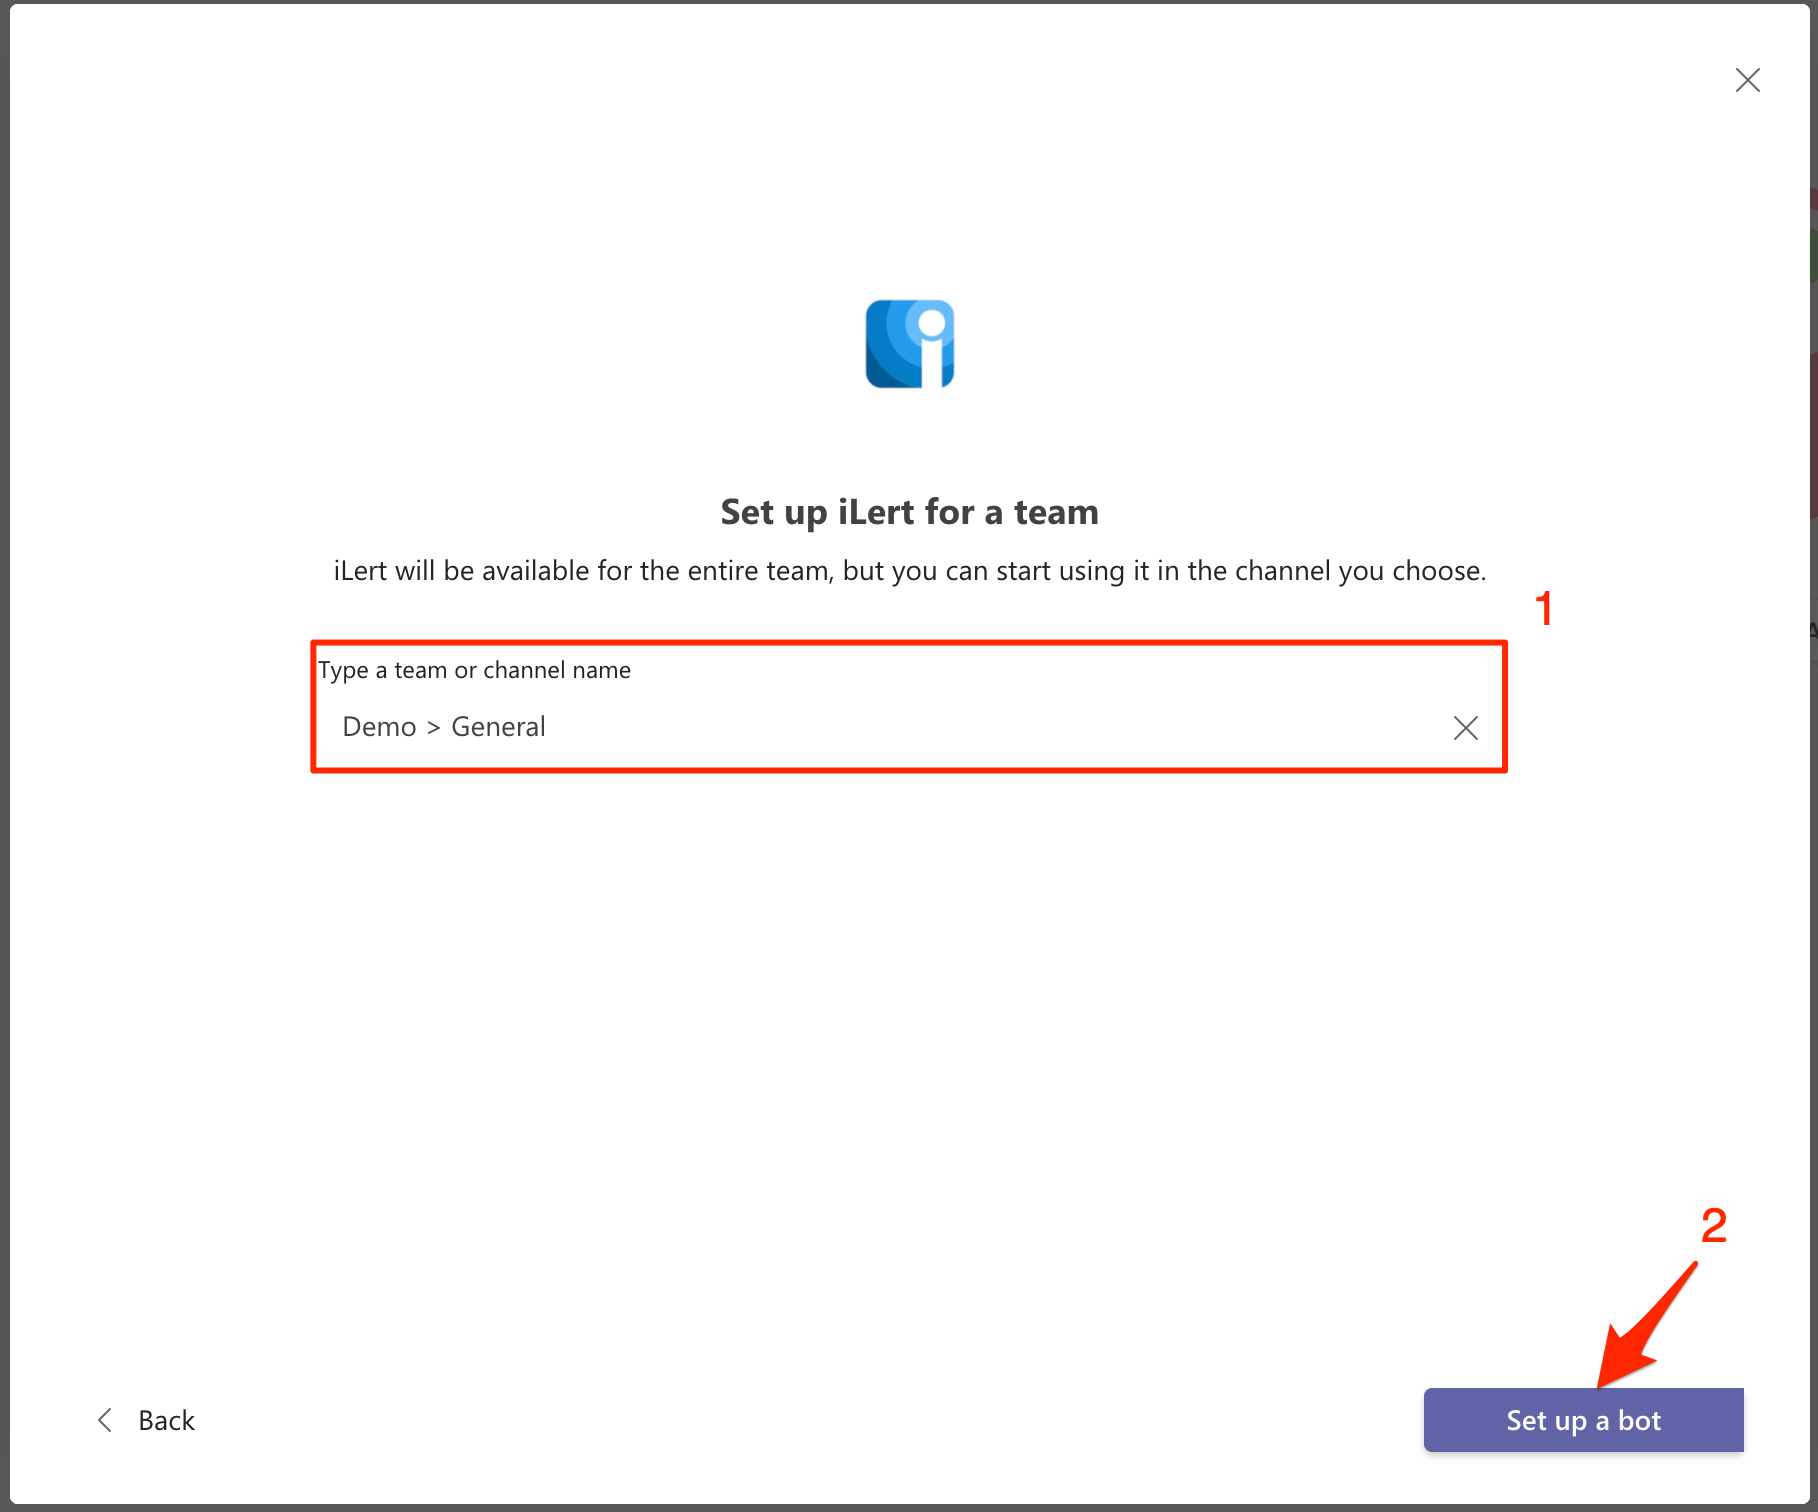 Set up iLert for a team
iLert will be available for the entire team, but you can start using it in the channel you choose.
1
Type a team or channel name
Demo > General
2
Back
Set up a bot